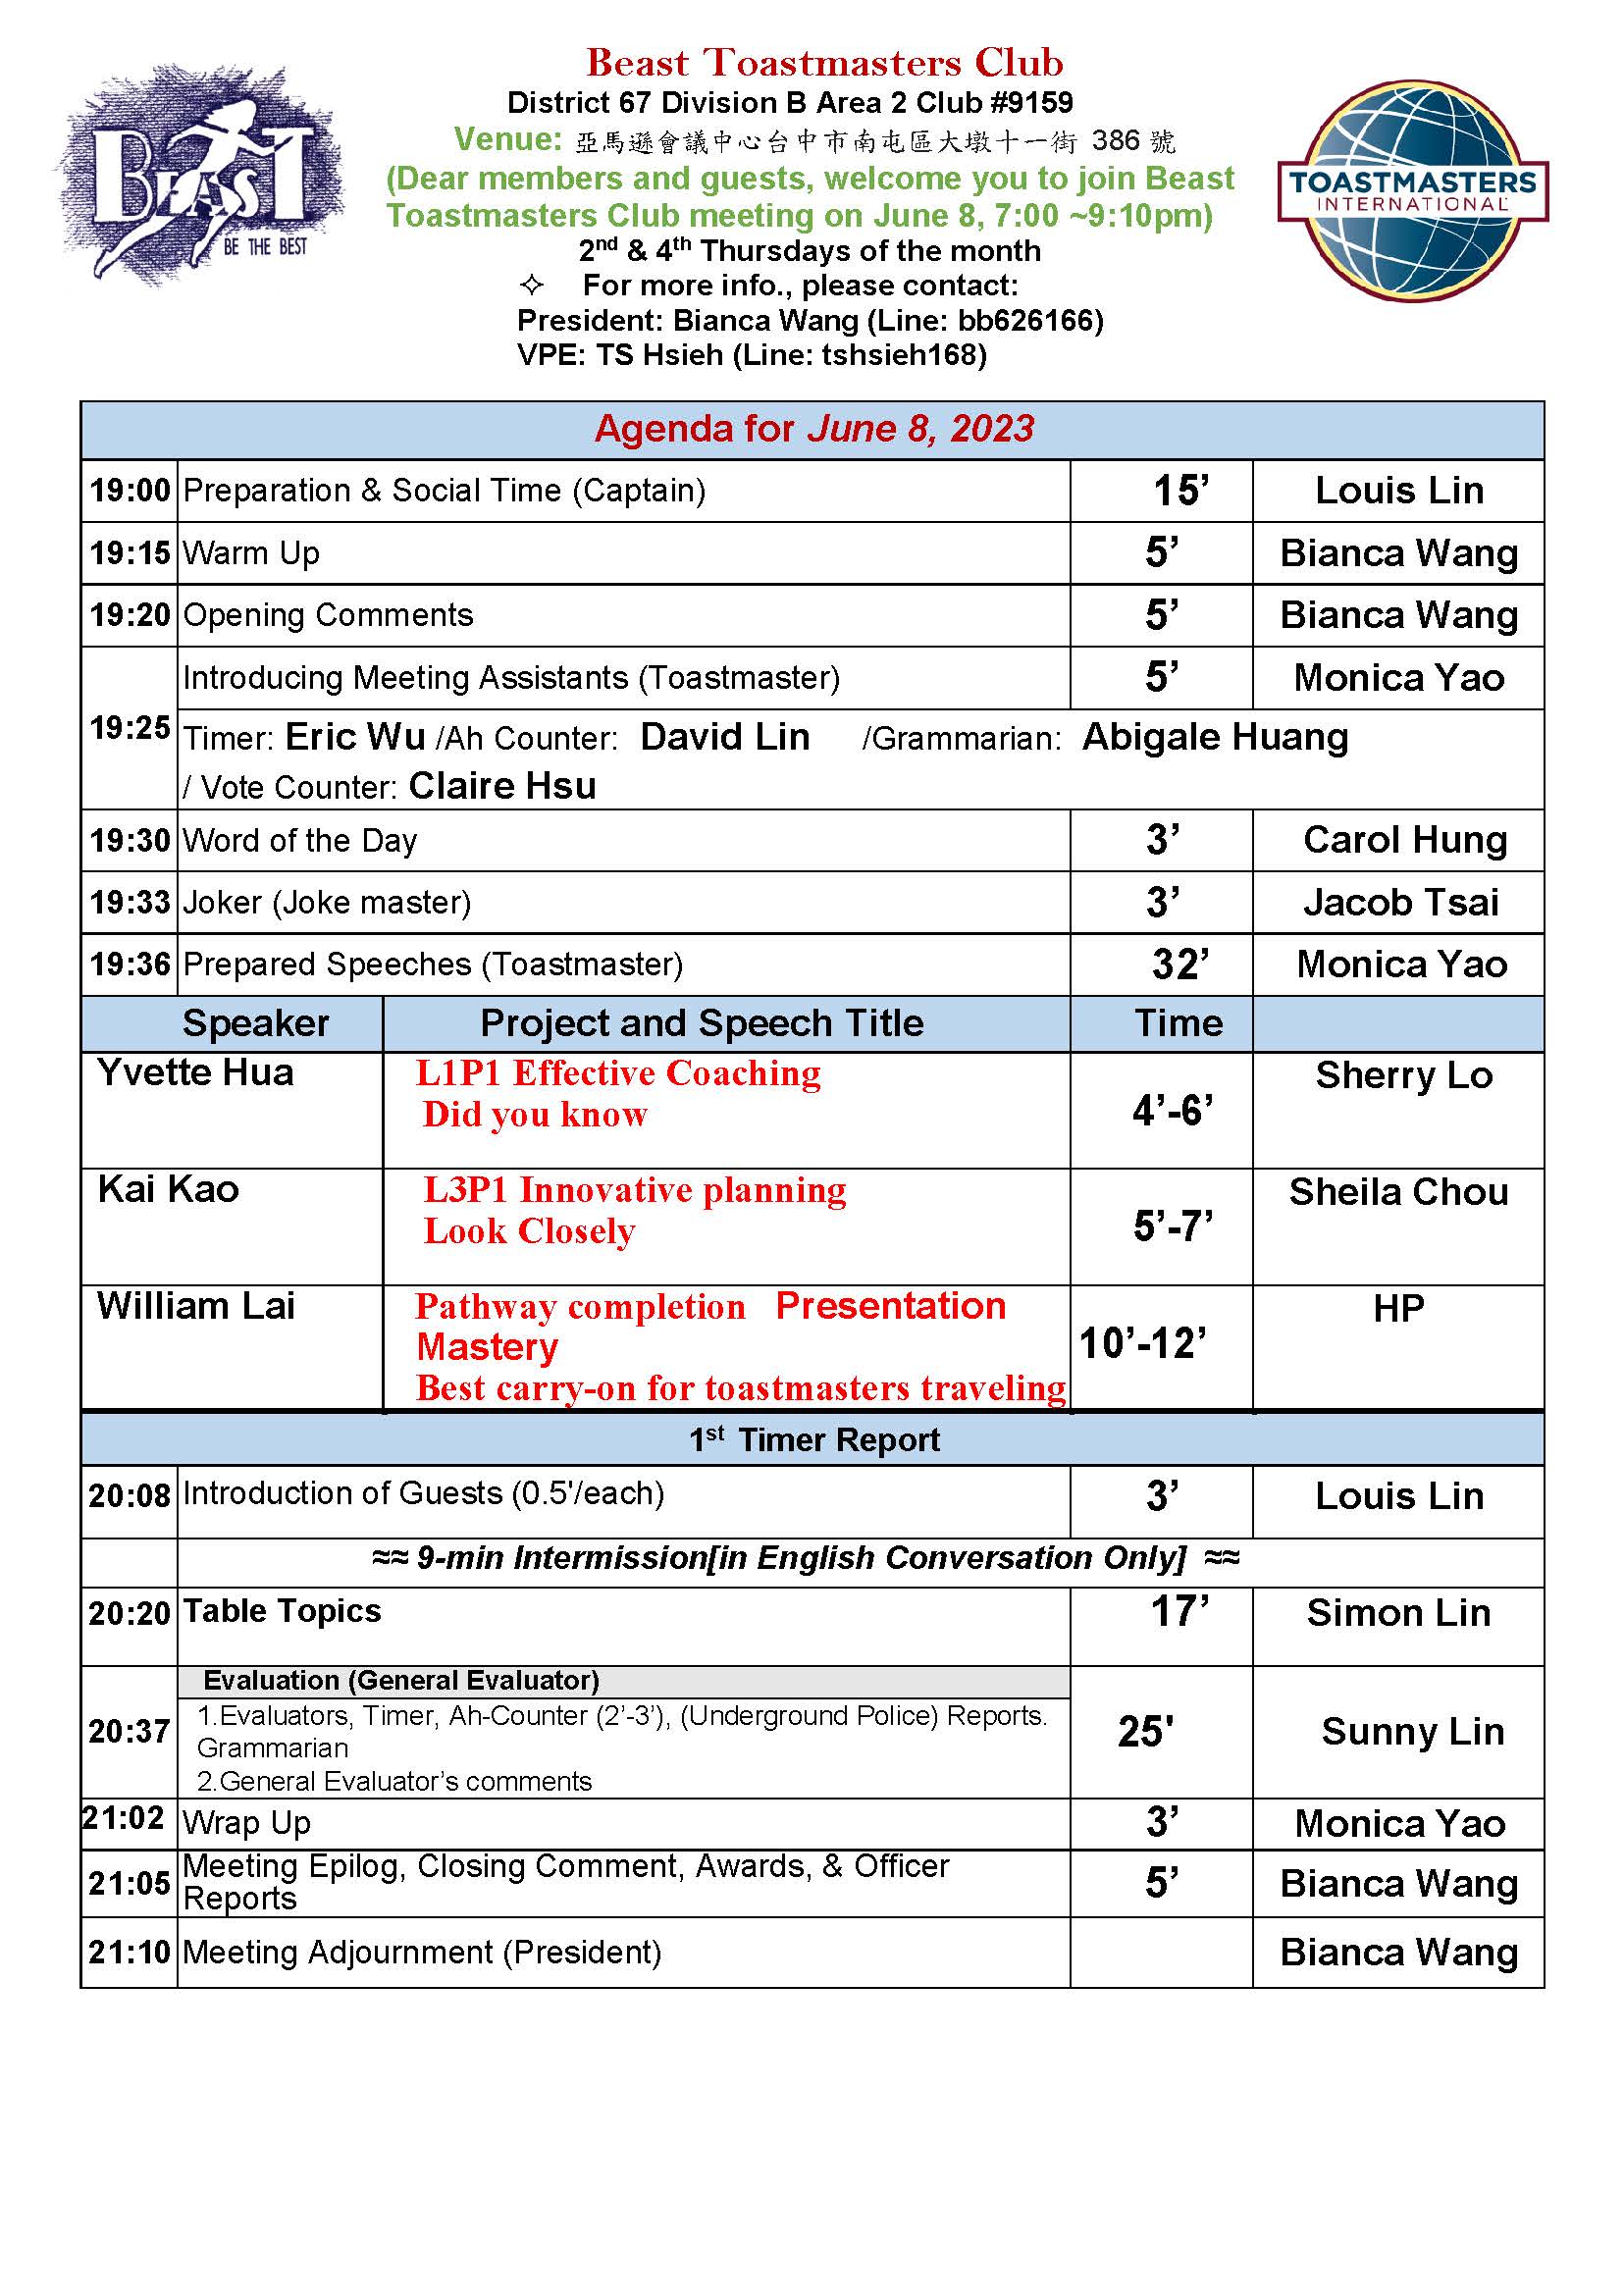 Beast Toastmasters Club
District 67 Division B Area 2 Club #9159
Venue: 亞馬遜會議中心台中市南屯區大墩十一街 386 號
(Dear members and guests, welcome you to join Beast
Toastmasters Club meeting on June 8, 7:00 ~9:10pm)
2nd & 4th Thursdays of the month
✧ For more info., please contact:
President: Bianca Wang (Line: bb626166)
VPE: TS Hsieh (Line: tshsieh168)
BEAST
BE THE BEST
TOASTMASTERS
INTERNATIONAL
Agenda for June 8, 2023
19:00 Preparation & Social Time (Captain) 15’ Louis Lin
19:15 Warm Up 5’ Bianca Wang
19:20 Opening Comments 5’ Bianca Wang
19:25 Introducing Meeting Assistants (Toastmaster) 5’ Monica Yao
Timer: Eric Wu /Ah Counter: David Lin /Grammarian: Abigale Huang
/ Vote Counter: Claire Hsu
19:30 Word of the Day 3’ Carol Hung
19:33 Joker (Joke master) 3’ Jacob Tsai
19:36 Prepared Speeches (Toastmaster) 32’ Monica Yao
Speaker Project and Speech Title Time
Yvette Hua L1P1 Effective Coaching Sherry Lo
Did you know 4’-6’
Kai Kao L3P1 Innovative planning Sheila Chou
Look Closely 5’-7’
William Lai Pathway completion Presentation HP
Mastery 10’-12’
Best carry-on for toastmasters traveling
1st Timer Report
20:08 Introduction of Guests (0.5'/each) 3’ Louis Lin
≈≈ 9-min Intermission[in English Conversation Only] ≈≈
20:20 Table Topics 17’ Simon Lin
Evaluation (General Evaluator)
20:37 1.Evaluators, Timer, Ah-Counter (2’-3’), (Underground Police) Reports. 25' Sunny Lin
Grammarian
2.General Evaluator’s comments
21:02 Wrap Up 3’ Monica Yao
21:05 Meeting Epilog, Closing Comment, Awards, & Officer 5’ Bianca Wang
Reports
21:10 Meeting Adjournment (President) Bianca Wang